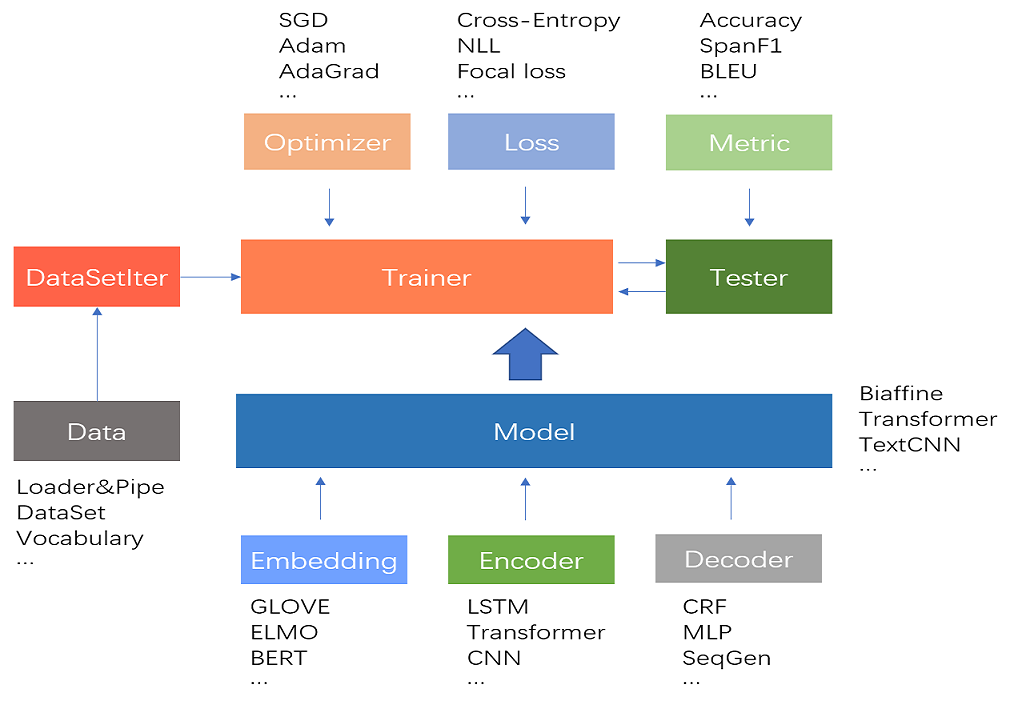 SGD
Adam
AdaGrad
...
Cross-Entropy
NLL
Focal loss
...
Accuracy
SpanF1
BLEU
...
Optimizer
Loss
Metric
DataSetIter
Trainer
Tester
Data
Model
Biaffine
Transformer
TextCNN
...
Loader&Pipe
DataSet
Vocabulary
...
Embedding
Encoder
Decoder
GLOVE
ELMO
BERT
...
LSTM
Transformer
CNN
...
CRF
MLP
SeqGen
...